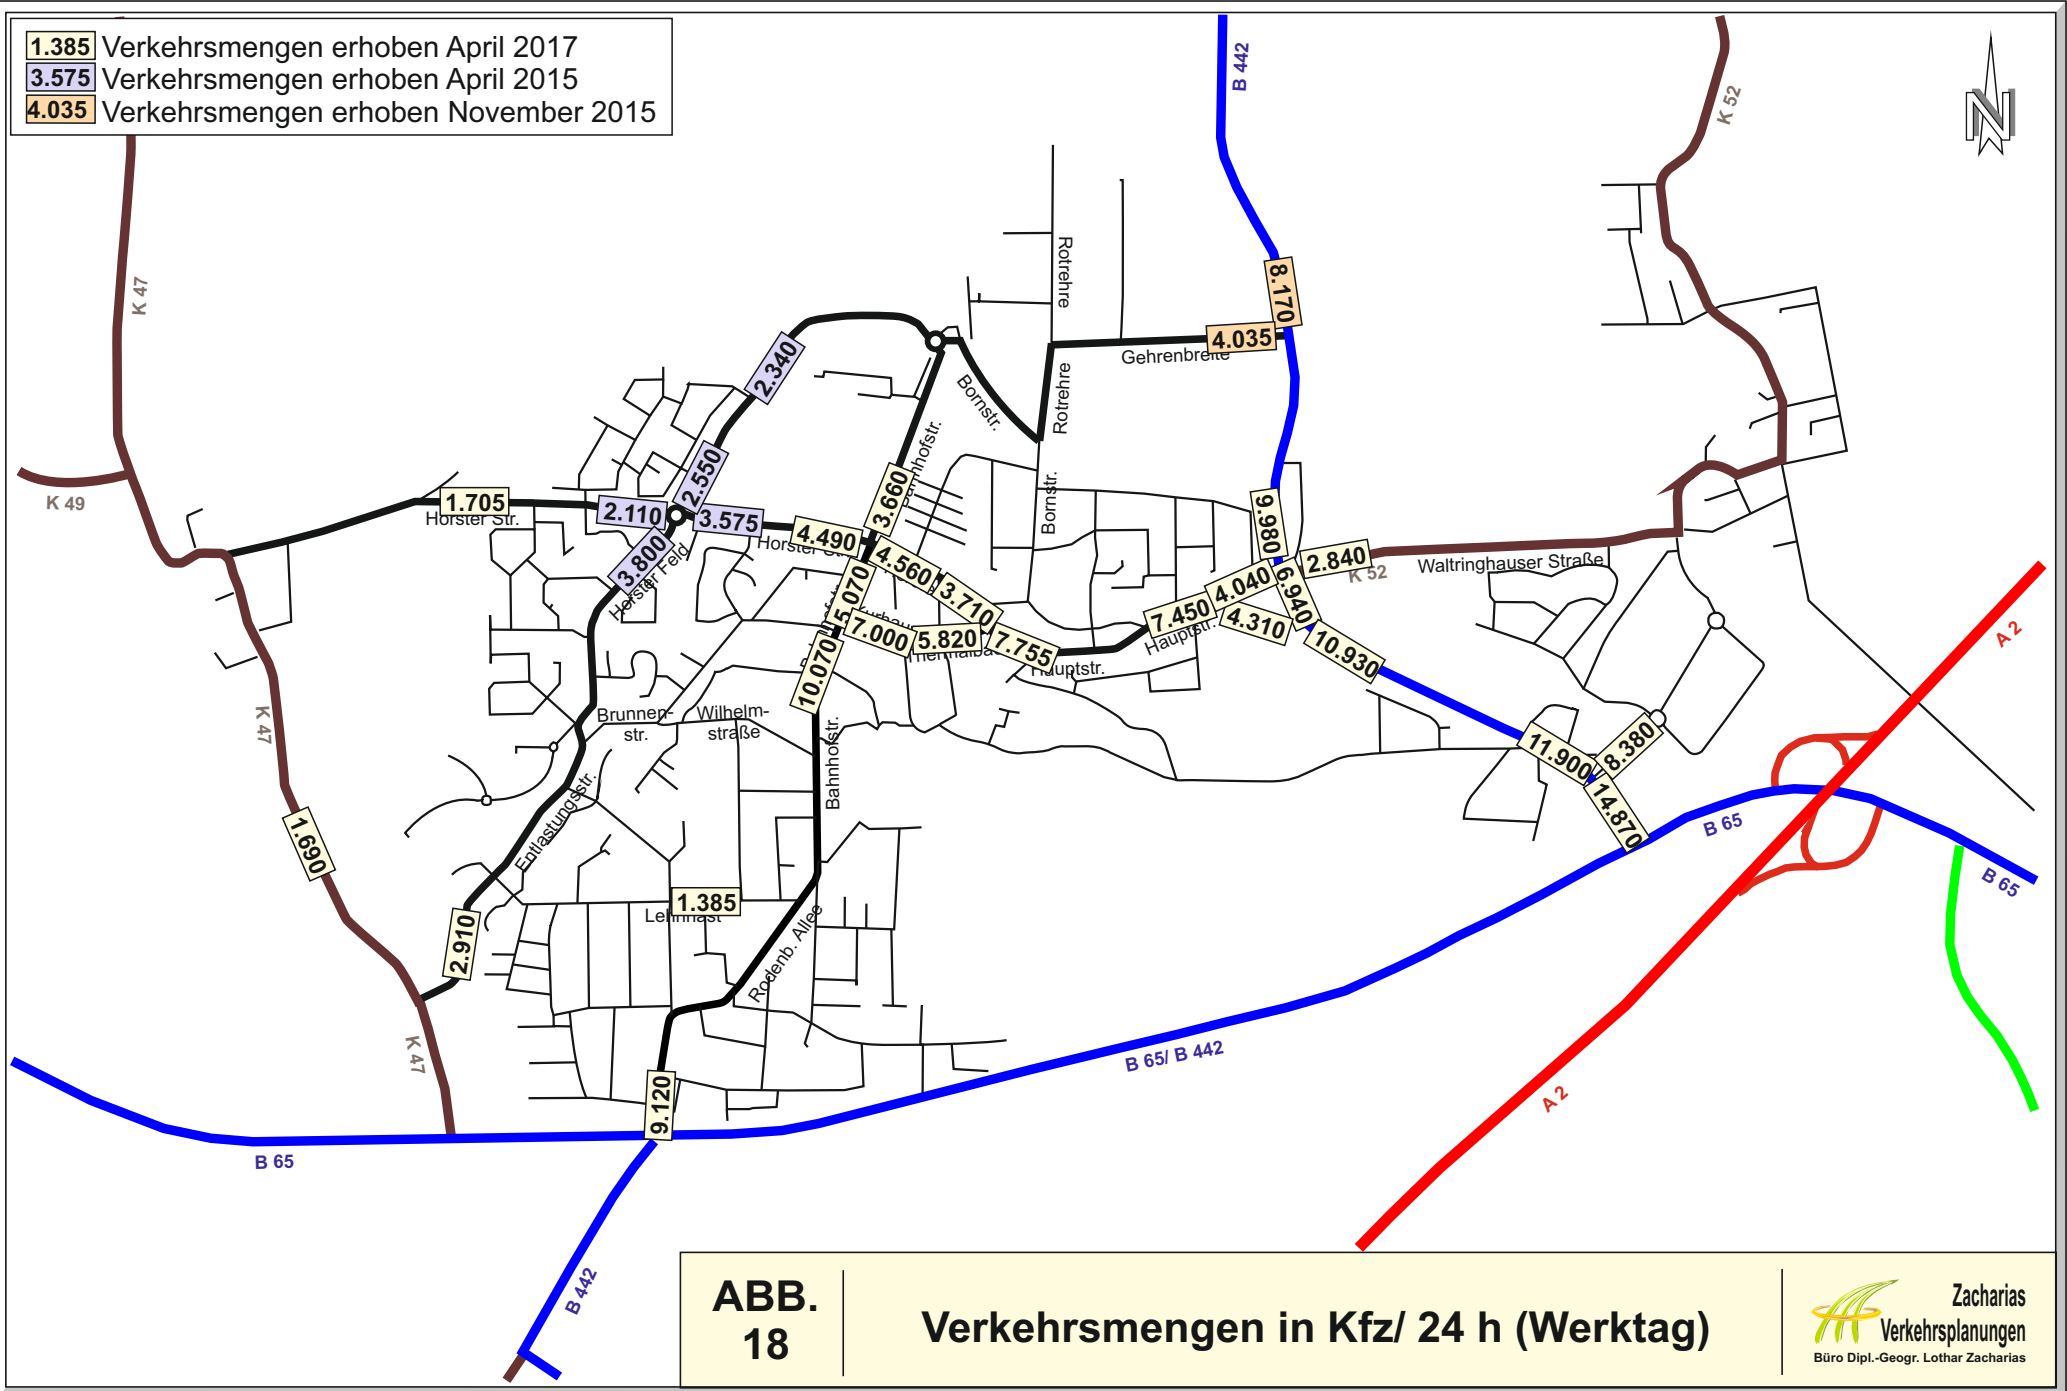 1.385 Verkehrsmengen erhoben April 2017
3.575 Verkehrsmengen erhoben April 2015
4.035 Verkehrsmengen erhoben November 2015
B 442
K 52
N
K 47
Rotrehre
8.170
4.035
Gehrenbreite
2.340
Bornstr.
Rotrehre
K 49
1.705
Horster Str.
2.110
2.550
3.575
3.800
Horster Feld
4.490
3.660
Bornstr.
9.980
2.840
K 52
Waltringhauser Straße
4.560
5.070
3.710
4.040
6.940
7.450
Hauptstr.
4.310
7.000
5.820
7.755
Hauptstr.
10.930
10.070
K 47
Brunnen-
str.
Wilhelm-
straße
Bahnhofstr.
11.900
8.380
14.870
A 2
B 65
B 65
Entlastungsstr.
1.690
1.385
2.910
Rodenb. Allee
K 47
9.120
B 65/ B 442
A 2
B 65
B 442
ABB.
18
Verkehrsmengen in Kfz/ 24 h (Werktag)
Zacharias
Verkehrsplanungen
Büro Dipl.-Geogr. Lothar Zacharias